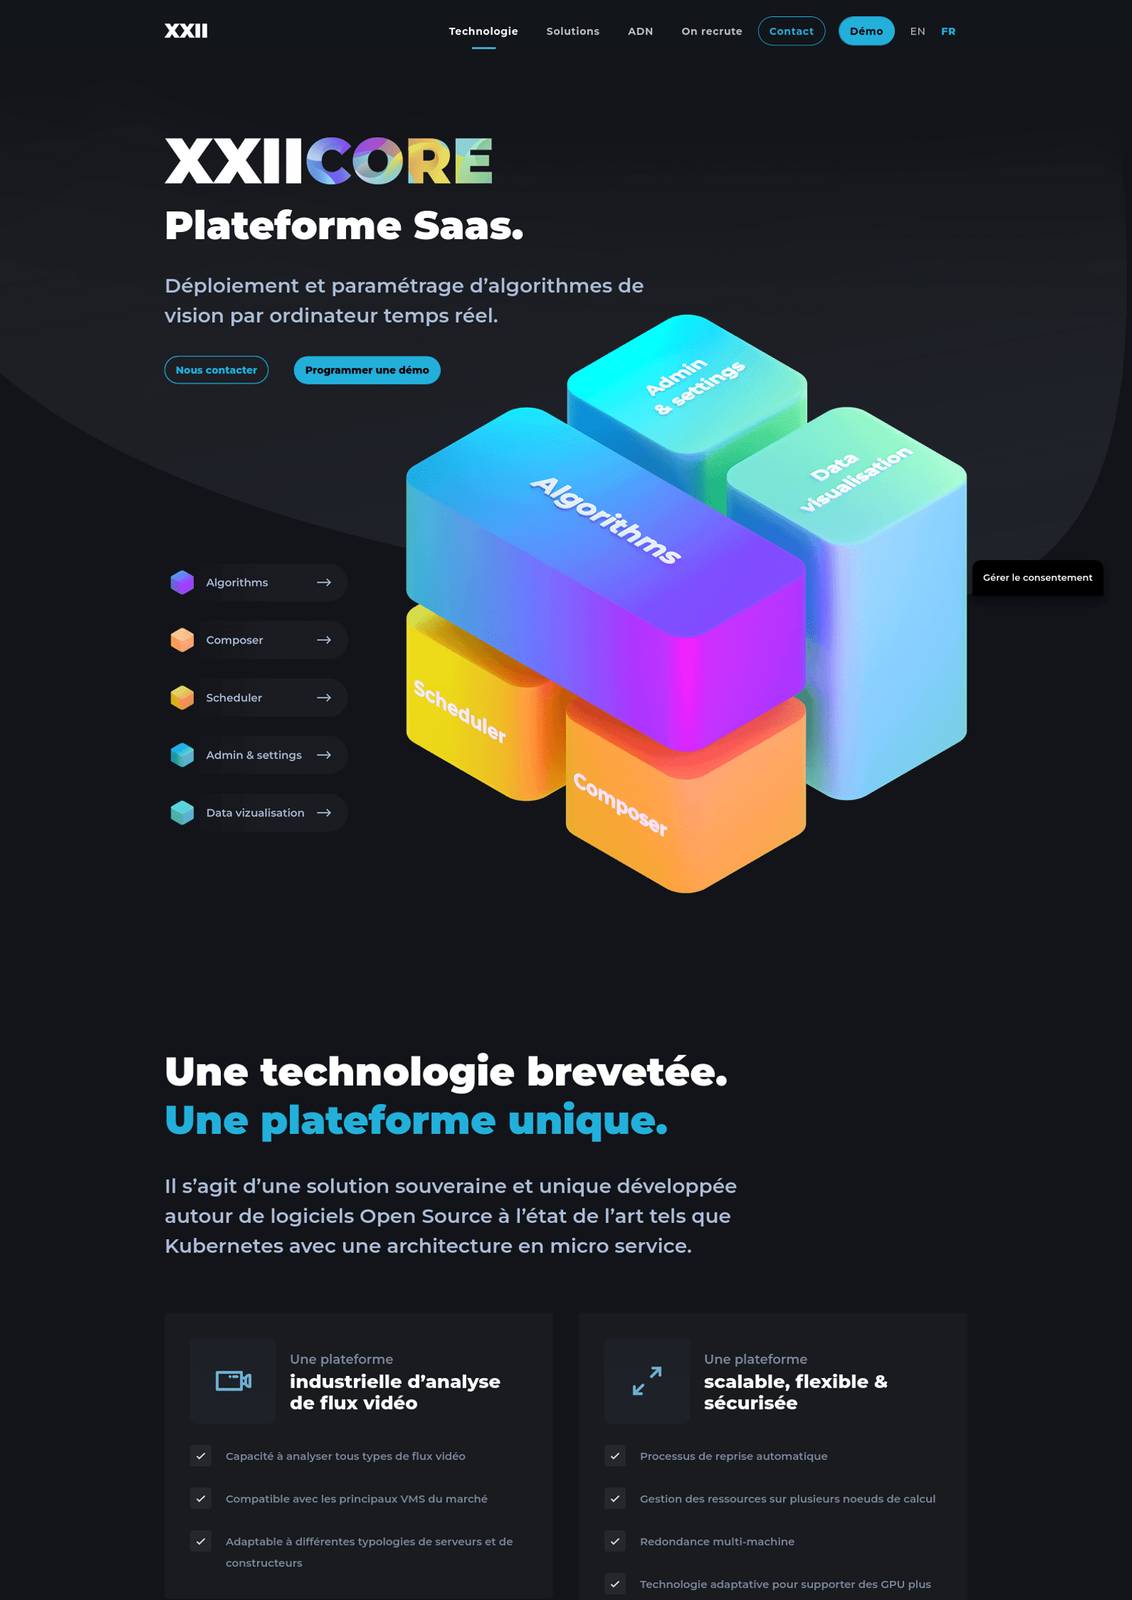 XXII
Technologie
Solutions
ADN
On recrute
Contact
Démo
EN
FR
XXIICORE
Plateforme Saas.
Déploiement et paramétrage d’algorithmes de
vision par ordinateur temps réel.
Nous contacter
Programmer une démo
Admin
& settings
Data
visualisation
Algorithms
Scheduler
Composer
Algorithms
Composer
Scheduler
Admin & settings
Data vizualisation
Gérer le consentement
Une technologie brevetée.
Une plateforme unique.
Il s’agit d’une solution souveraine et unique développée
autour de logiciels Open Source à l’état de l’art tels que
Kubernetes avec une architecture en micro service.
Une plateforme
industrielle d’analyse
de flux vidéo
Capacité à analyser tous types de flux vidéo
Compatible avec les principaux VMS du marché
Adaptable à différentes typologies de serveurs et de
constructeurs
Une plateforme
scalable, flexible &
sécurisée
Processus de reprise automatique
Gestion des ressources sur plusieurs noeuds de calcul
Redondance multi-machine
Technologie adaptative pour supporter des GPU plus